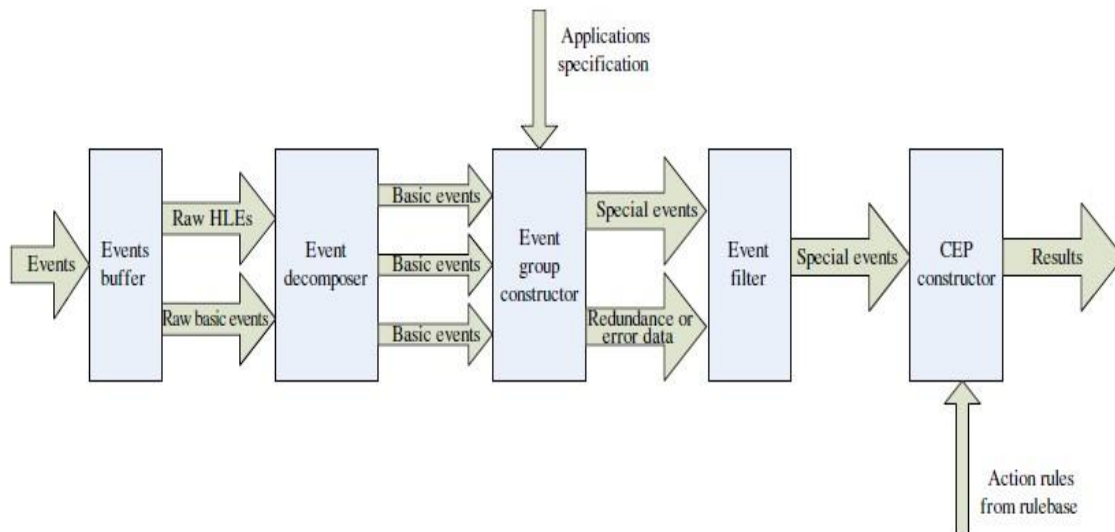 Applications
specification
Events
Events
buffer
Raw HLEs
Raw basic events
Event
decomposer
Basic events
Basic events
Basic events
Event
group
constructor
Special events
Redundance or
error data
Event
filter
Special events
CEP
constructor
Results
Action rules
from rulebase